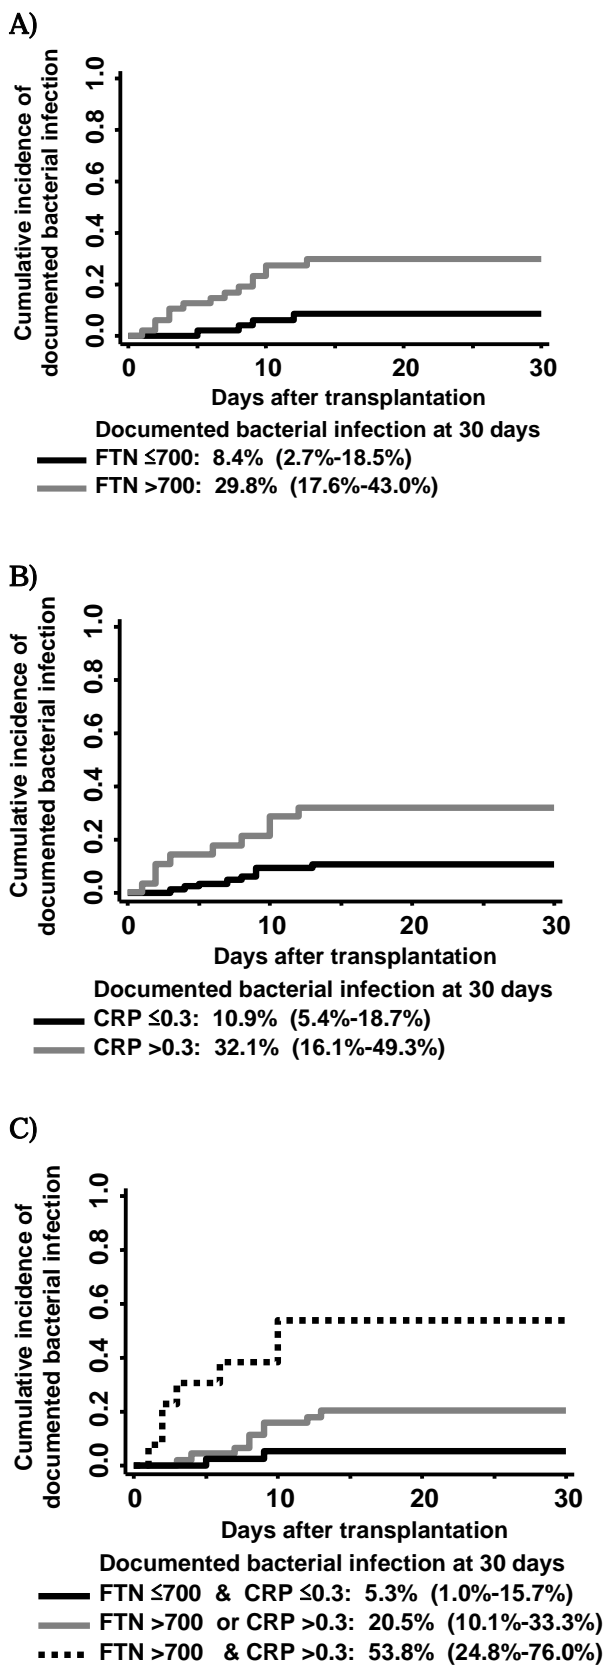 A)
Cumulative incidence of
documented bacterial infection
1.0
0.8
0.6
0.4
0.2
0.0
0 10 20 30
Days after transplantation
Documented bacterial infection at 30 days
FTN ≤700: 8.4% (2.7%-18.5%)
FTN >700: 29.8% (17.6%-43.0%)
B)
Cumulative incidence of
documented bacterial infection
1.0
0.8
0.6
0.4
0.2
0.0
0 10 20 30
Days after transplantation
Documented bacterial infection at 30 days
CRP ≤0.3: 10.9% (5.4%-18.7%)
CRP >0.3: 32.1% (16.1%-49.3%)
C)
Cumulative incidence of
documented bacterial infection
1.0
0.8
0.6
0.4
0.2
0.0
0 10 20 30
Days after transplantation
Documented bacterial infection at 30 days
FTN ≤700 & CRP ≤0.3: 5.3% (1.0%-15.7%)
FTN >700 or CRP >0.3: 20.5% (10.1%-33.3%)
FTN >700 & CRP >0.3: 53.8% (24.8%-76.0%)